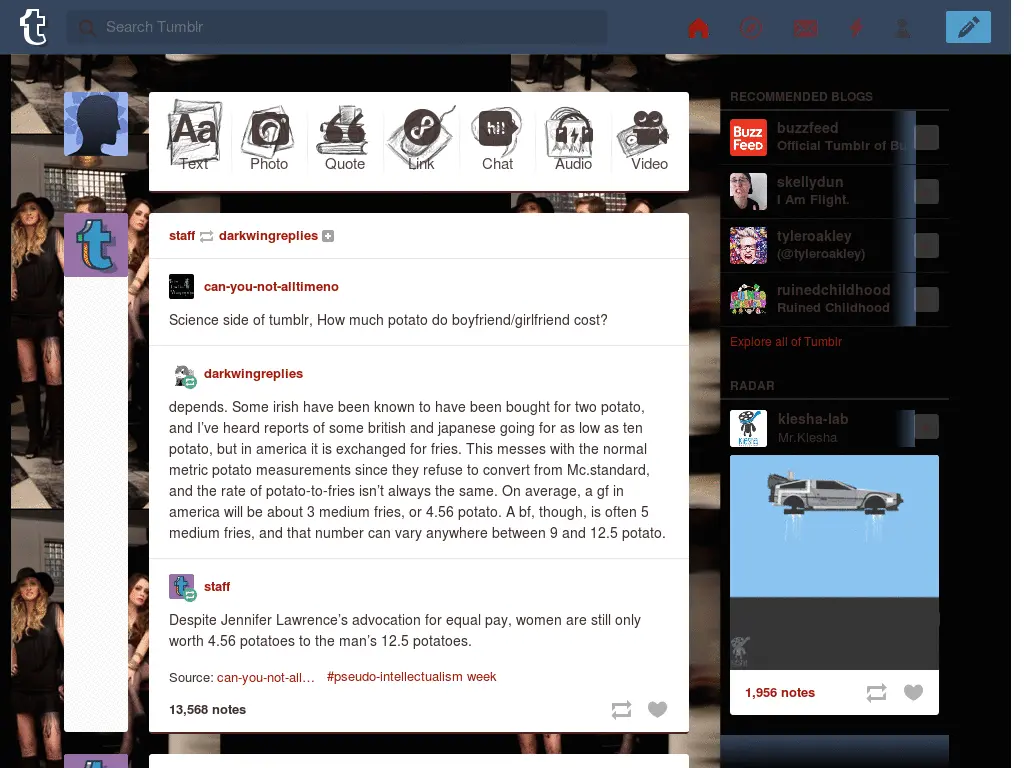 Search Tumblr
Aa
hi!
Text
Photo
Quote
Link
Chat
Audio
Video
staff darkwingreplies
can-you-not-alltimeno
Science side of tumblr, How much potato do boyfriend/girlfriend cost?
darkwingreplies
depends. Some irish have been known to have been bought for two potato,
and I've heard reports of some british and japanese going for as low as ten
potato, but in america it is exchanged for fries. This messes with the normal
metric potato measurements since they refuse to convert from Mc.standard,
and the rate of potato-to-fries isn't always the same. On average, a gf in
america will be about 3 medium fries, or 4.56 potato. A bf, though, is often 5
medium fries, and that number can vary anywhere between 9 and 12.5 potato.
staff
Despite Jennifer Lawrence's advocation for equal pay, women are still only
worth 4.56 potatoes to the man's 12.5 potatoes.
Source: can-you-not-all… #pseudo-intellectualism week
13,568 notes
RECOMMENDED BLOGS
BuzzFeed
buzzfeed
Official Tumblr of Bu
skellydun
I Am Flight.
tyleroakley
(@tyleroakley)
ruinedchildhood
Ruined Childhood
Explore all of Tumblr
RADAR
klesha-lab
Mr.Klesha
1,956 notes